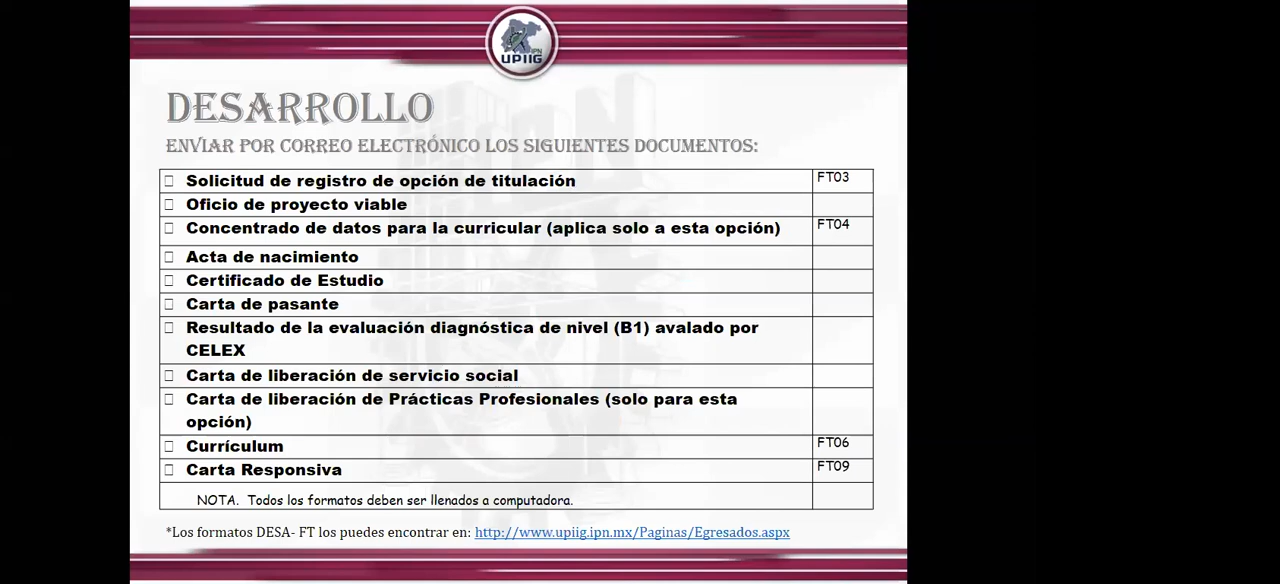 IPN
UPIIG
DESARROLLO
ENVIAR POR CORREO ELECTRÓNICO LOS SIGUIENTES DOCUMENTOS:
Solicitud de registro de opción de titulación FT03
Oficio de proyecto viable
Concentrado de datos para la curricular (aplica solo a esta opción) FT04
Acta de nacimiento
Certificado de Estudio
Carta de pasante
Resultado de la evaluación diagnóstica de nivel (B1) avalado por
CELEX
Carta de liberación de servicio social
Carta de liberación de Prácticas Profesionales (solo para esta
opción)
Currículum FT06
Carta Responsiva FT09
NOTA. Todos los formatos deben ser llenados a computadora.
*Los formatos DESA- FT los puedes encontrar en: http://www.upiig.ipn.mx/Paginas/Egresados.aspx